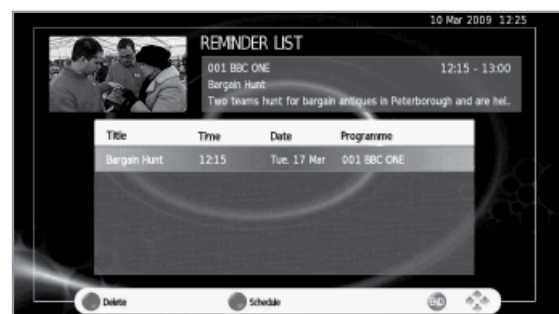 10 Mar 2009 12:25
REMINDER LIST
001 BBC ONE 12:15 - 13:00
Bargain Hunt
Two teams hunt for bargain antiques in Peterborough and are hel..
Title Time Date Programme
Bargain Hunt 12:15 Tue, 17 Mar 001 BBC ONE
Delete Schedule END